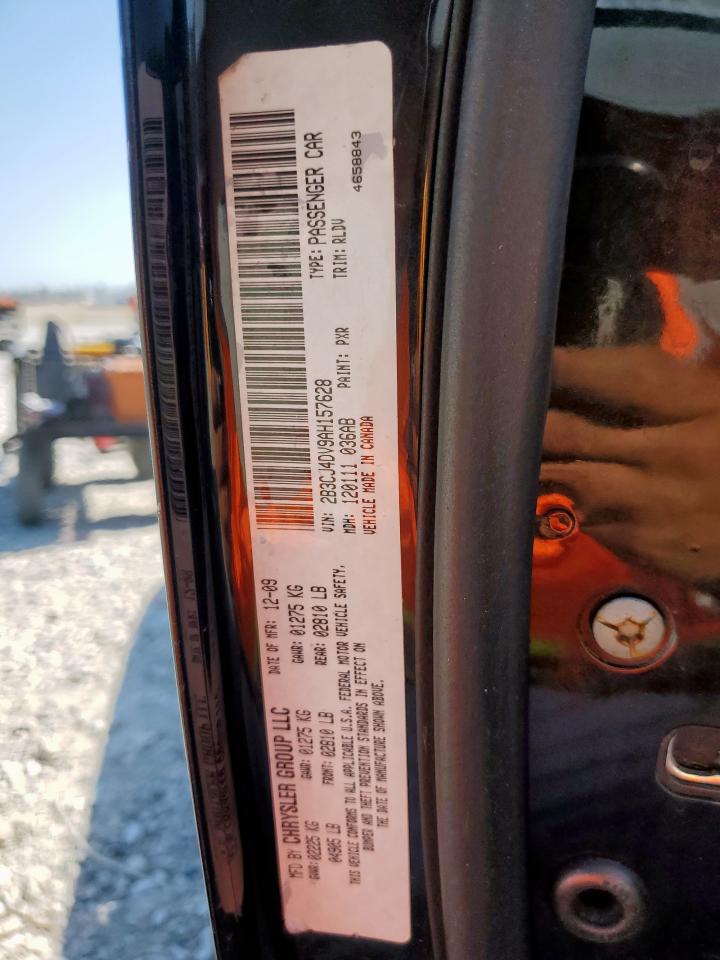 MFD BY CHRYSLER GROUP LLC
DATE OF MFR: 12-09
GVWR: 02225 KG
GAWR: 01275 KG
GAWR: 01275 KG
04905 LB
FRONT: 02810 LB
REAR: 02810 LB
THIS VEHICLE CONFORMS TO ALL APPLICABLE U.S.A. FEDERAL MOTOR VEHICLE SAFETY,
BUMPER AND THEFT PREVENTION STANDARDS IN EFFECT ON
THE DATE OF MANUFACTURE SHOWN ABOVE.
VIN: 2B3CJ4DV9AH157628
TYPE: PASSENGER CAR
MDH: 120111 036AB
PAINT: PXR
TRIM: RLDV
VEHICLE MADE IN CANADA
4658843